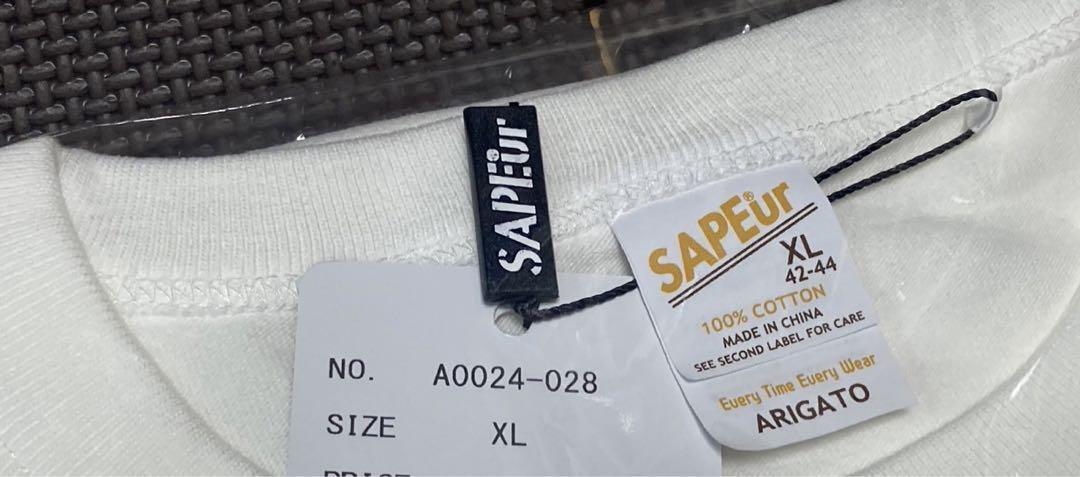 SAPEur
NO. A0024-028
SIZE XL
PRICE
SAPEur®
XL
42-44
100% COTTON
MADE IN CHINA
SEE SECOND LABEL FOR CARE
Every Time Every Wear
ARIGATO